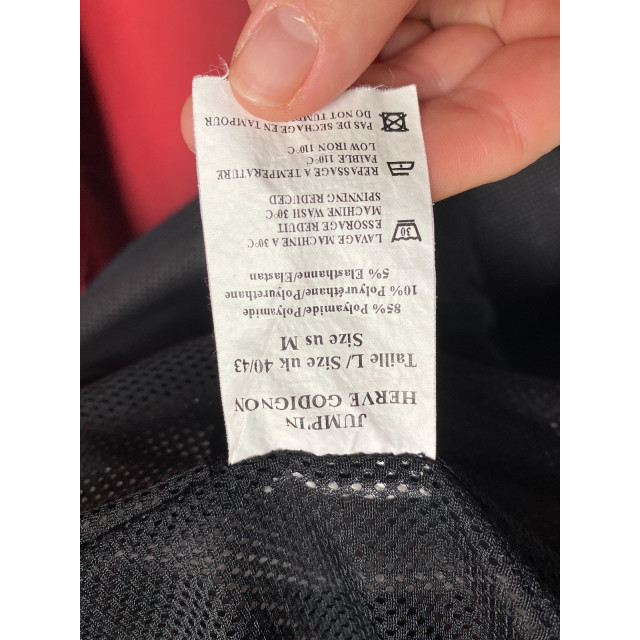 JUMP'IN
HERVE GODIGNON
Taille L/ Size uk 40/43
Size us M
85% Polyamide/Polyamide
10% Polyuréthane/Polyurethane
5% Elasthanne/Elastan
30
LAVAGE MACHINE A 30°C
ESSORAGE REDUIT
MACHINE WASH 30°C
SPINNING REDUCED
REPASSAGE A TEMPERATURE
FAIBLE 110°C
LOW IRON 110°C
PAS DE SECHAGE EN TAMPOUR
DO NOT